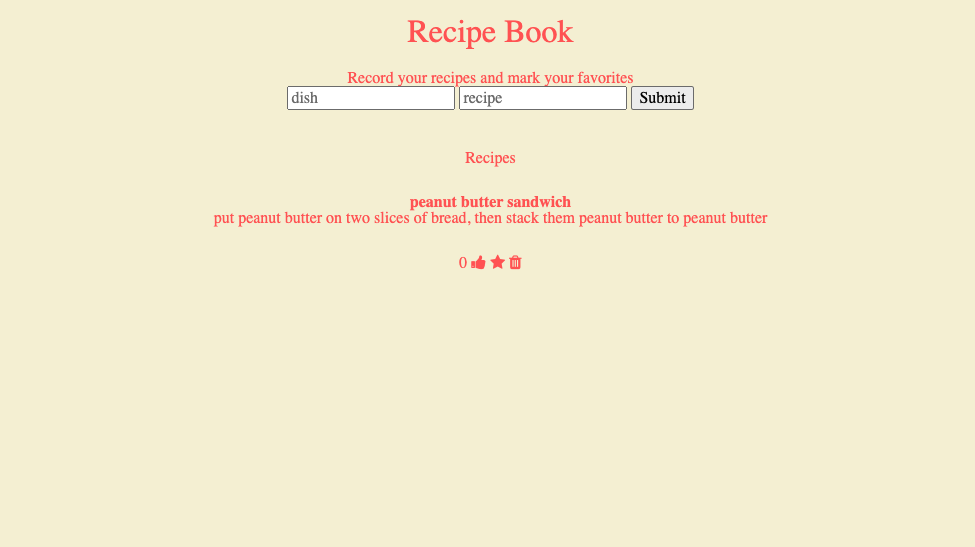 Recipe Book
Record your recipes and mark your favorites
dish recipe Submit
Recipes
peanut butter sandwich
put peanut butter on two slices of bread, then stack them peanut butter to peanut butter
0